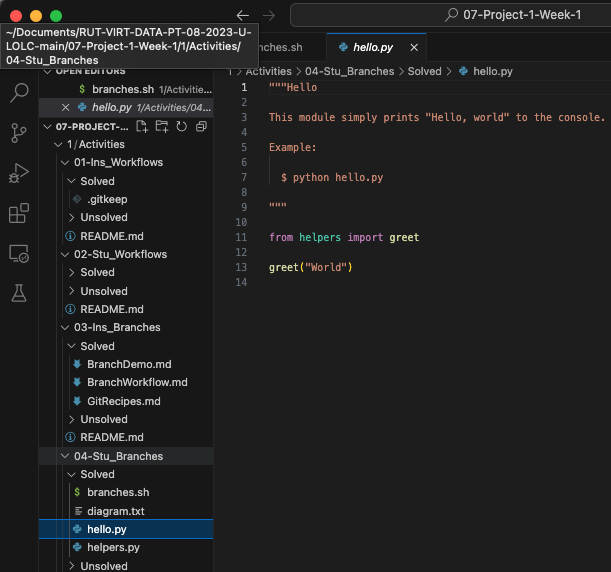 07-Project-1-Week-1
~/Documents/RUT-VIRT-DATA-PT-08-2023-U-
LOLC-main/07-Project-1-Week-1/1/Activities/
04-Stu_Branches
hello.py
OPEN EDITORS
$ branches.sh 1/Activitie...
hello.py 1/Activities/04...
07-PROJECT-...
1/Activities
01-Ins_Workflows
Solved
.gitkeep
Unsolved
README.md
02-Stu_Workflows
Solved
Unsolved
README.md
03-Ins_Branches
Solved
BranchDemo.md
BranchWorkflow.md
GitRecipes.md
Unsolved
README.md
04-Stu_Branches
Solved
$ branches.sh
diagram.txt
hello.py
helpers.py
Unsolved
1 > Activities > 04-Stu_Branches > Solved > hello.py
1 """Hello
2
3 This module simply prints "Hello, world" to the console.
4
5 Example:
6
7 $ python hello.py
8
9 """
10
11 from helpers import greet
12
13 greet("World")
14